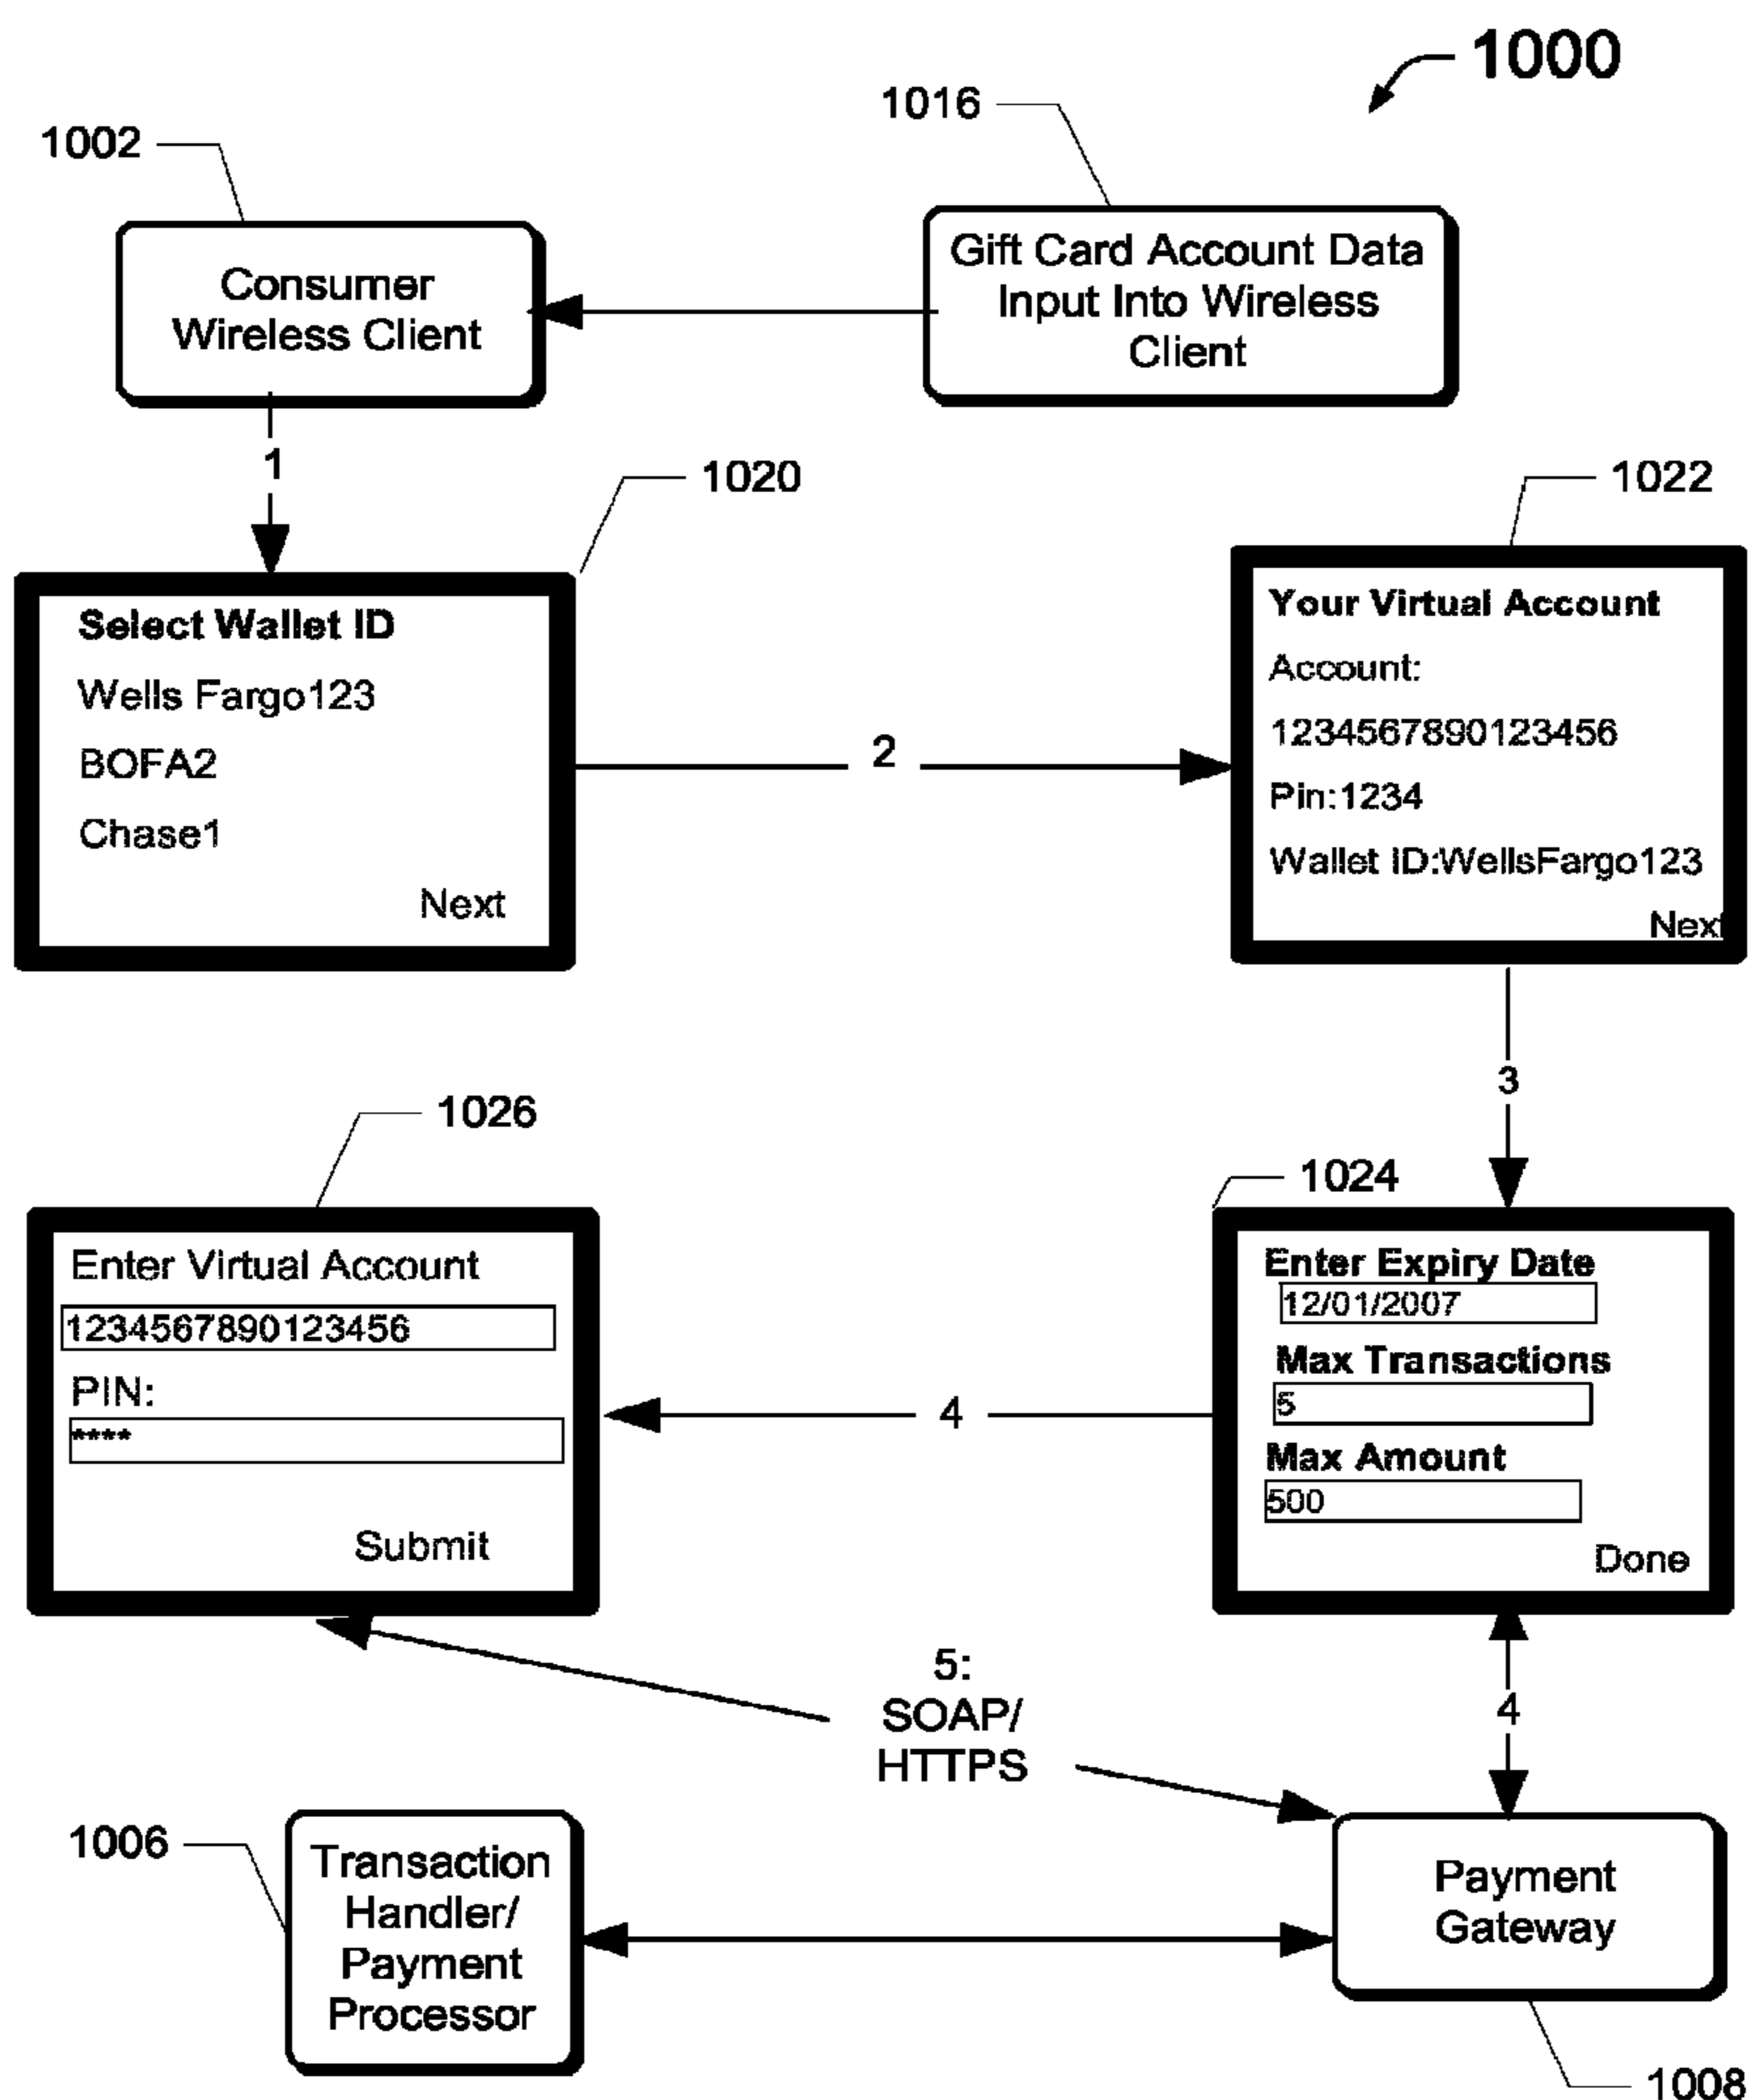 1000
1016
1002
Gift Card Account Data
Input Into Wireless
Client
Consumer
Wireless Client
1
1020
1022
Select Wallet ID
Wells Fargo123
BOFA2
Chase1
Next
2
Your Virtual Account
Account:
1234567890123456
Pin:1234
Wallet ID:WellsFargo123
Next
3
1026
1024
Enter Virtual Account
1234567890123456
PIN:
****
Submit
4
Enter Expiry Date
12/01/2007
Max Transactions
5
Max Amount
500
Done
5:
SOAP/
HTTPS
4
1006
Transaction
Handler/
Payment
Processor
Payment
Gateway
1008